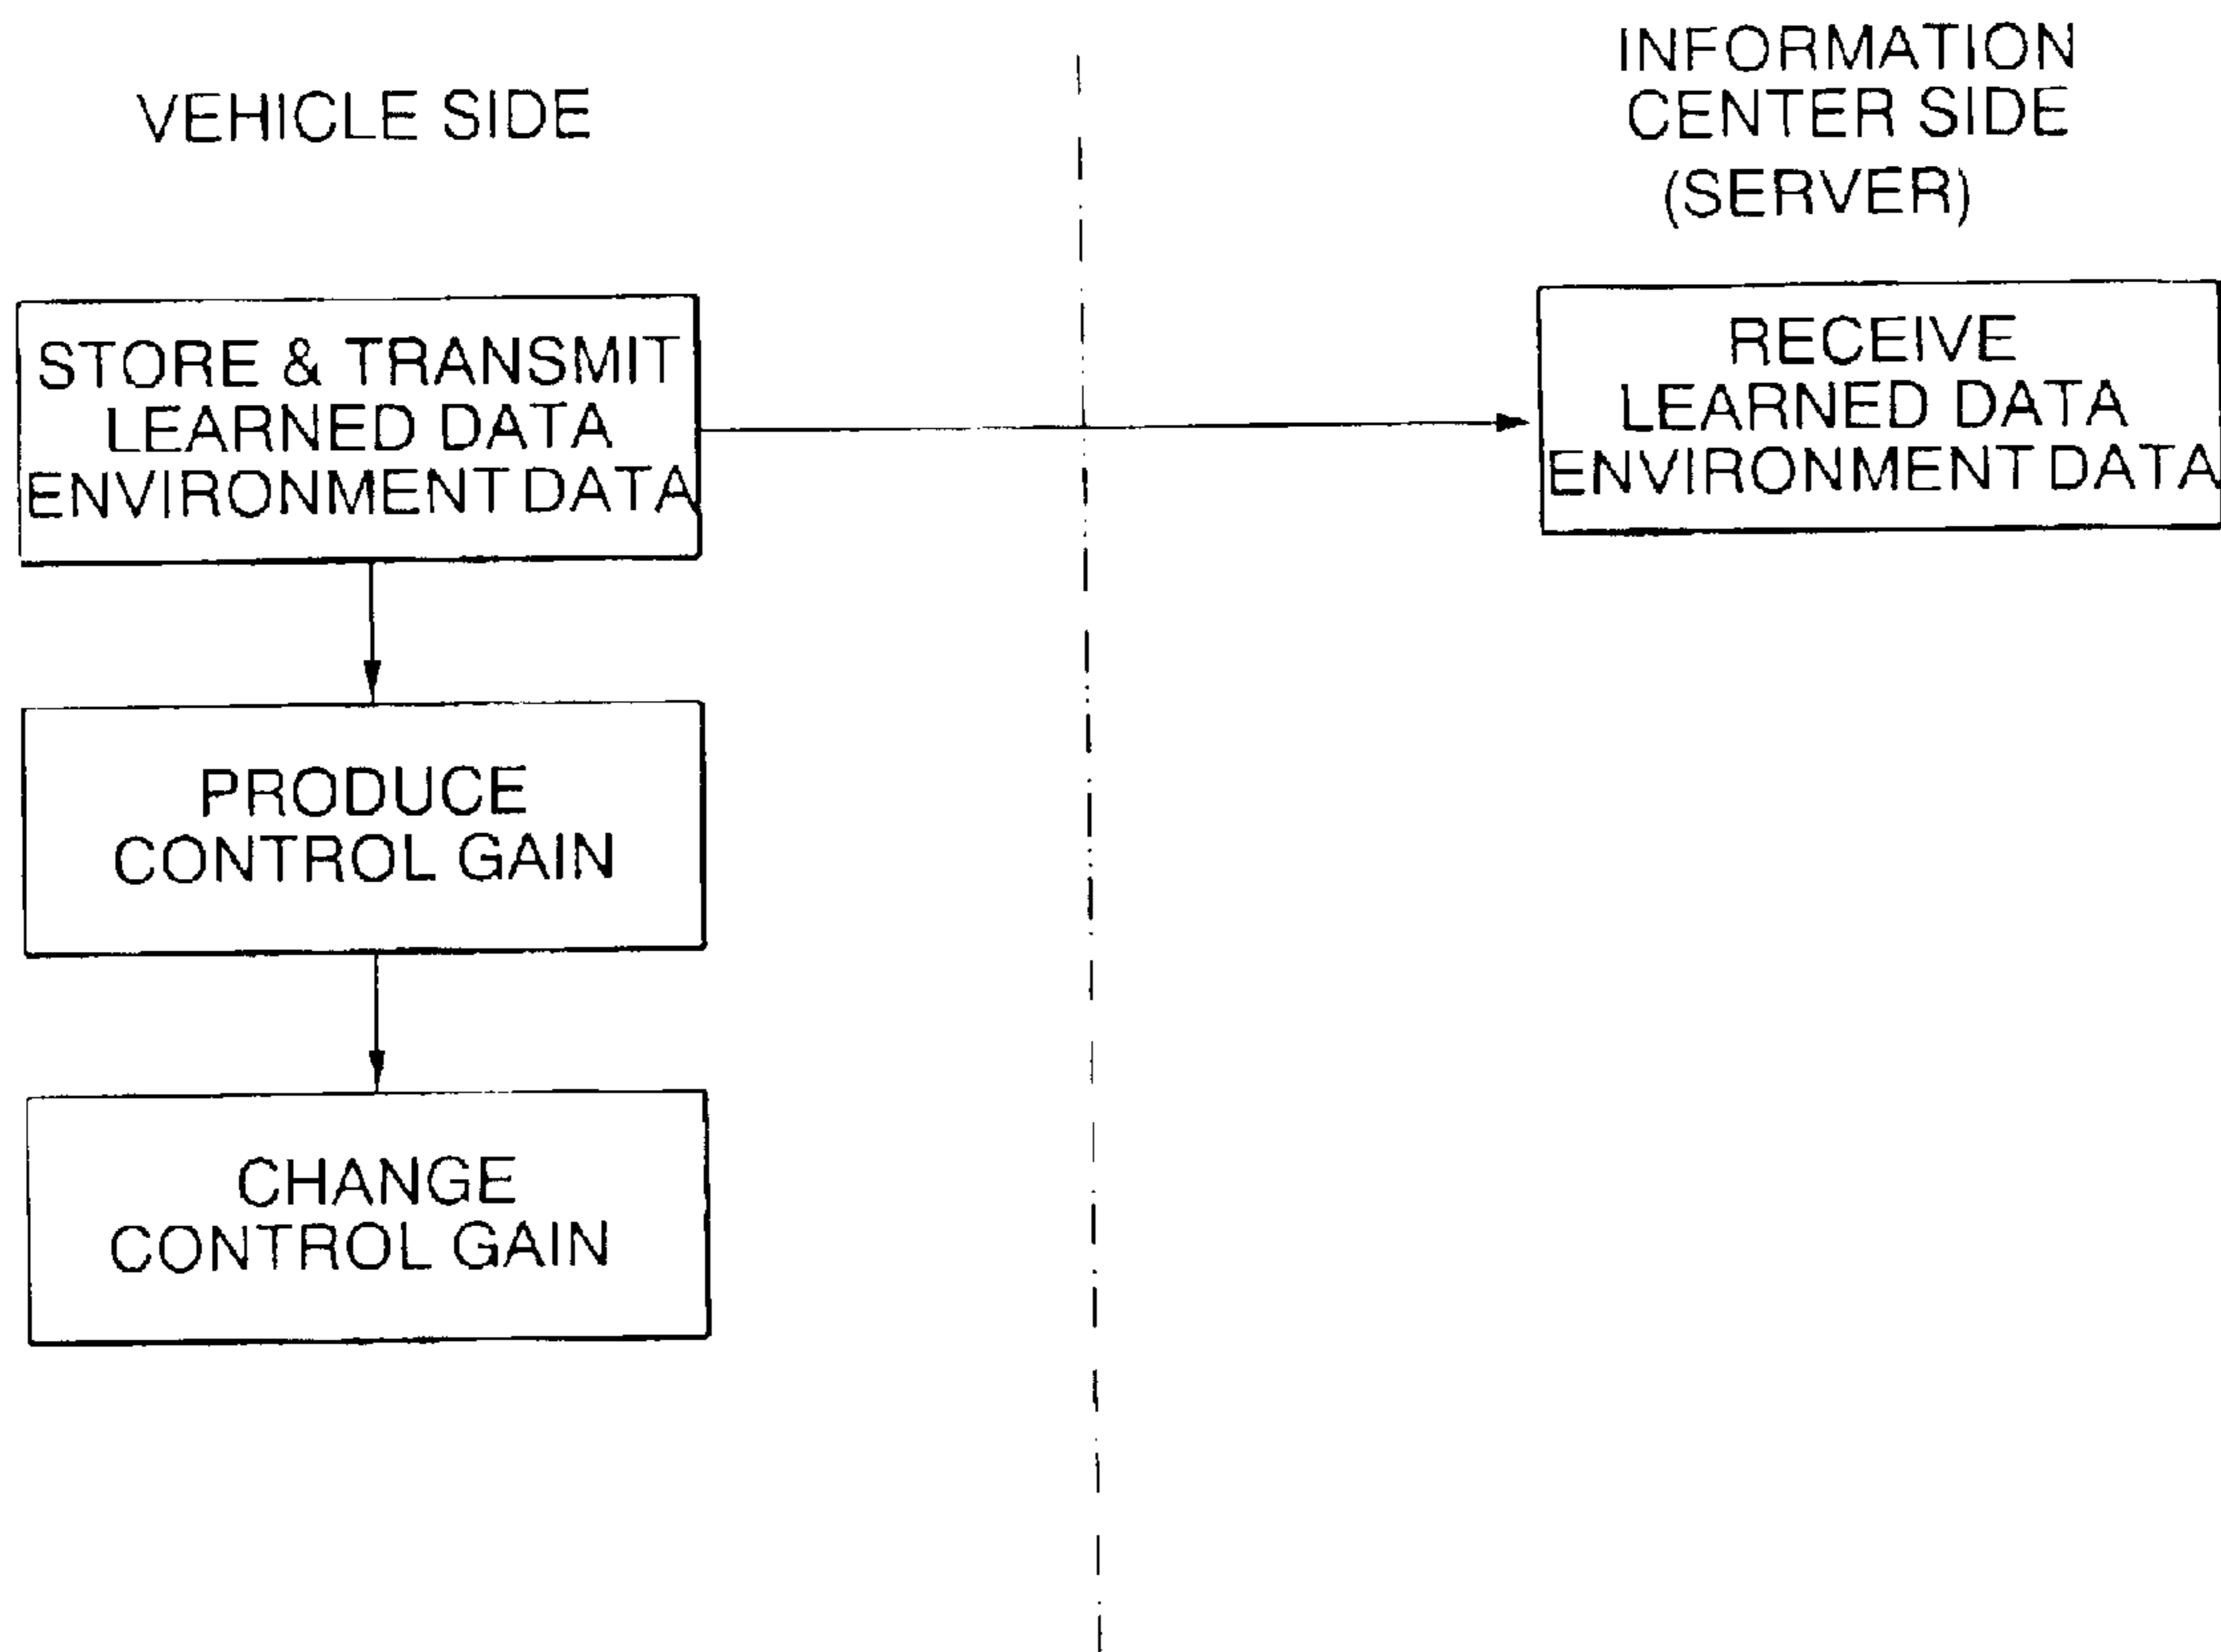 VEHICLE SIDE
INFORMATION
CENTER SIDE
(SERVER)
STORE & TRANSMIT
LEARNED DATA
ENVIRONMENT DATA
RECEIVE
LEARNED DATA
ENVIRONMENT DATA
PRODUCE
CONTROL GAIN
CHANGE
CONTROL GAIN